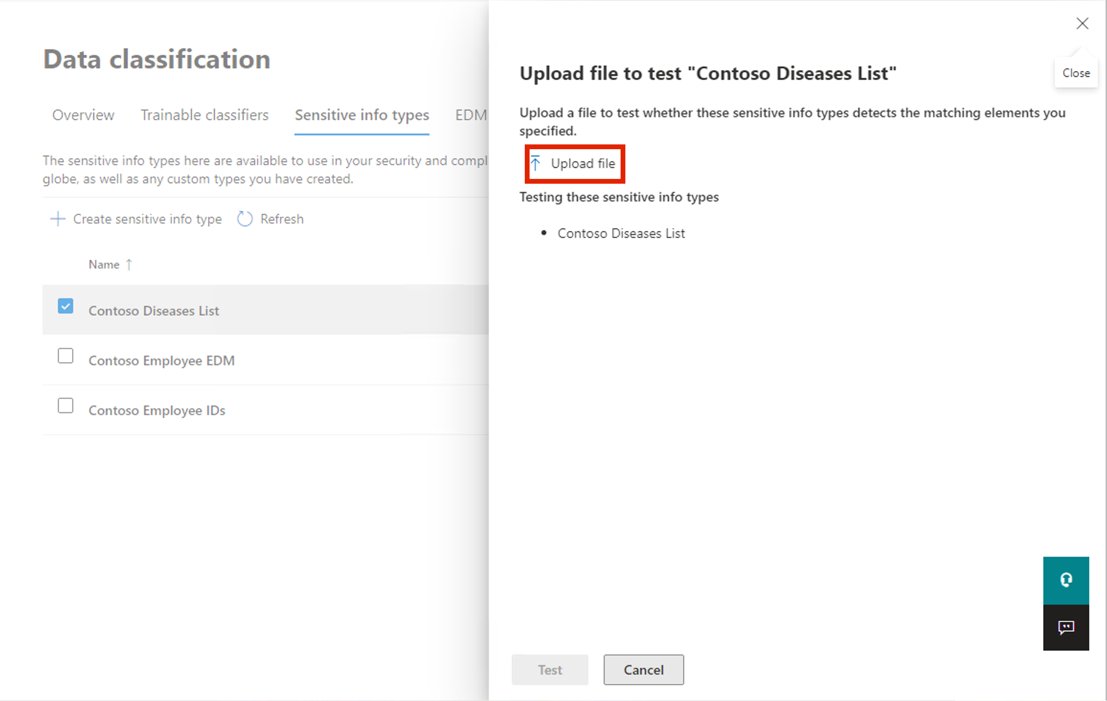 Data classification
Overview Trainable classifiers Sensitive info types EDM
The sensitive info types here are available to use in your security and compl
globe, as well as any custom types you have created.
Create sensitive info type Refresh
Name ↑
Contoso Diseases List
Contoso Employee EDM
Contoso Employee IDs
Close
Upload file to test "Contoso Diseases List"
Upload a file to test whether these sensitive info types detects the matching elements you
specified.
Upload file
Testing these sensitive info types
• Contoso Diseases List
Test Cancel